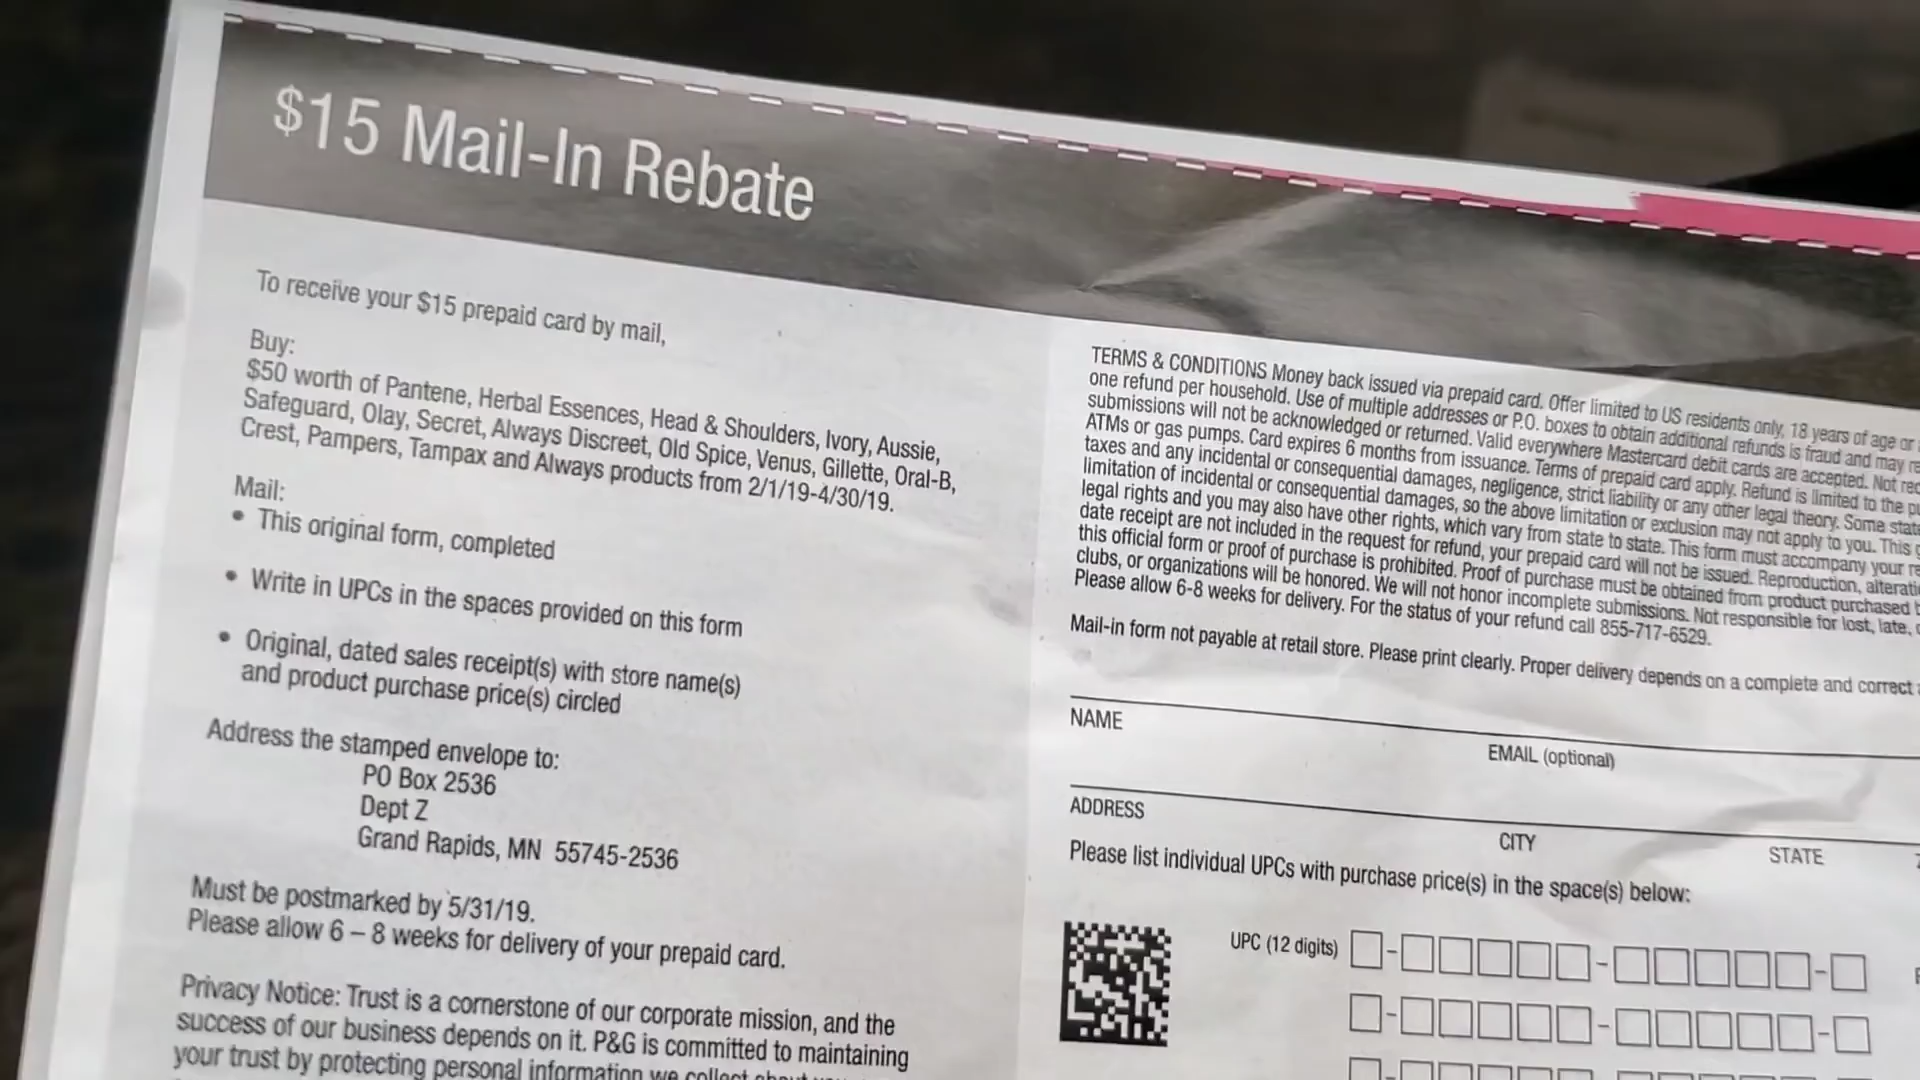 $15 Mail-In Rebate
To receive your $15 prepaid card by mail,
Buy:
$50 worth of Pantene, Herbal Essences, Head & Shoulders, Ivory, Aussie,
Safeguard, Olay, Secret, Always Discreet, Old Spice, Venus, Gillette, Oral-B,
Crest, Pampers, Tampax and Always products from 2/1/19-4/30/19.
Mail:
• This original form, completed
• Write in UPCs in the spaces provided on this form
• Original, dated sales receipt(s) with store name(s)
and product purchase price(s) circled
Address the stamped envelope to:
PO Box 2536
Dept Z
Grand Rapids, MN 55745-2536
Must be postmarked by 5/31/19.
Please allow 6 – 8 weeks for delivery of your prepaid card.
Privacy Notice: Trust is a cornerstone of our corporate mission, and the
success of our business depends on it. P&G is committed to maintaining
your trust by protecting personal information we collect about
TERMS & CONDITIONS Money back issued via prepaid card. Offer limited to US residents only, 18 years of age or
one refund per household. Use of multiple addresses or P.O. boxes to obtain additional refunds is fraud and may
submissions will not be acknowledged or returned. Valid everywhere Mastercard debit cards are accepted. Not
ATMs or gas pumps. Card expires 6 months from issuance. Terms of prepaid card apply. Refund is limited to the
taxes and any incidental or consequential damages, negligence, strict liability or any other legal theory. Some
limitation of incidental or consequential damages, so the above limitation or exclusion may not apply to you. This
legal rights and you may also have other rights, which vary from state to state. This form must accompany your
date receipt are not included in the request for refund, your prepaid card will not be issued. Reproduction,
this official form or proof of purchase is prohibited. Proof of purchase must be obtained from product purchased
clubs, or organizations will be honored. We will not honor incomplete submissions. Not responsible for lost, late,
Please allow 6-8 weeks for delivery. For the status of your refund call 855-717-6529.
Mail-in form not payable at retail store. Please print clearly. Proper delivery depends on a complete and correct
NAME
EMAIL (optional)
ADDRESS
CITY
STATE
Please list individual UPCs with purchase price(s) in the space(s) below:
UPC (12 digits)